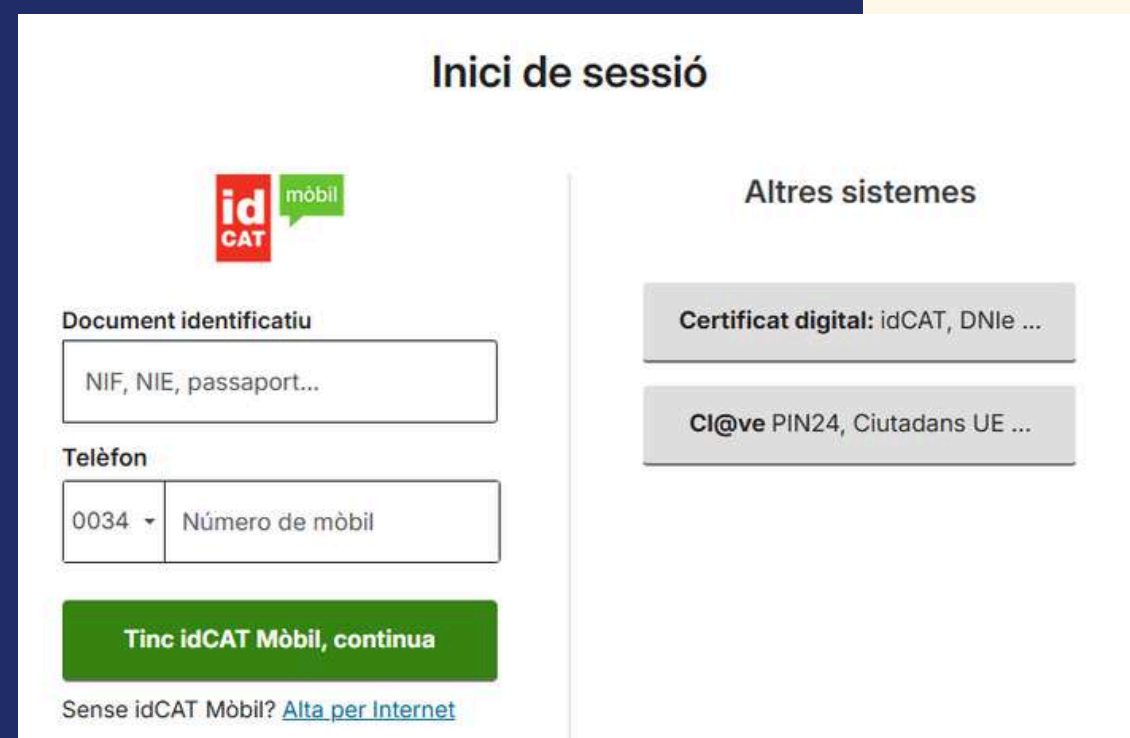 Inici de sessió
id
CAT
mòbil
Document identificatiu
NIF, NIE, passaport...
Telèfon
0034
Número de mòbil
Tinc idCAT Mòbil, continua
Sense idCAT Mòbil? Alta per Internet
Altres sistemes
Certificat digital: idCAT, DNIe ...
Cl@ve PIN24, Ciutadans UE ...